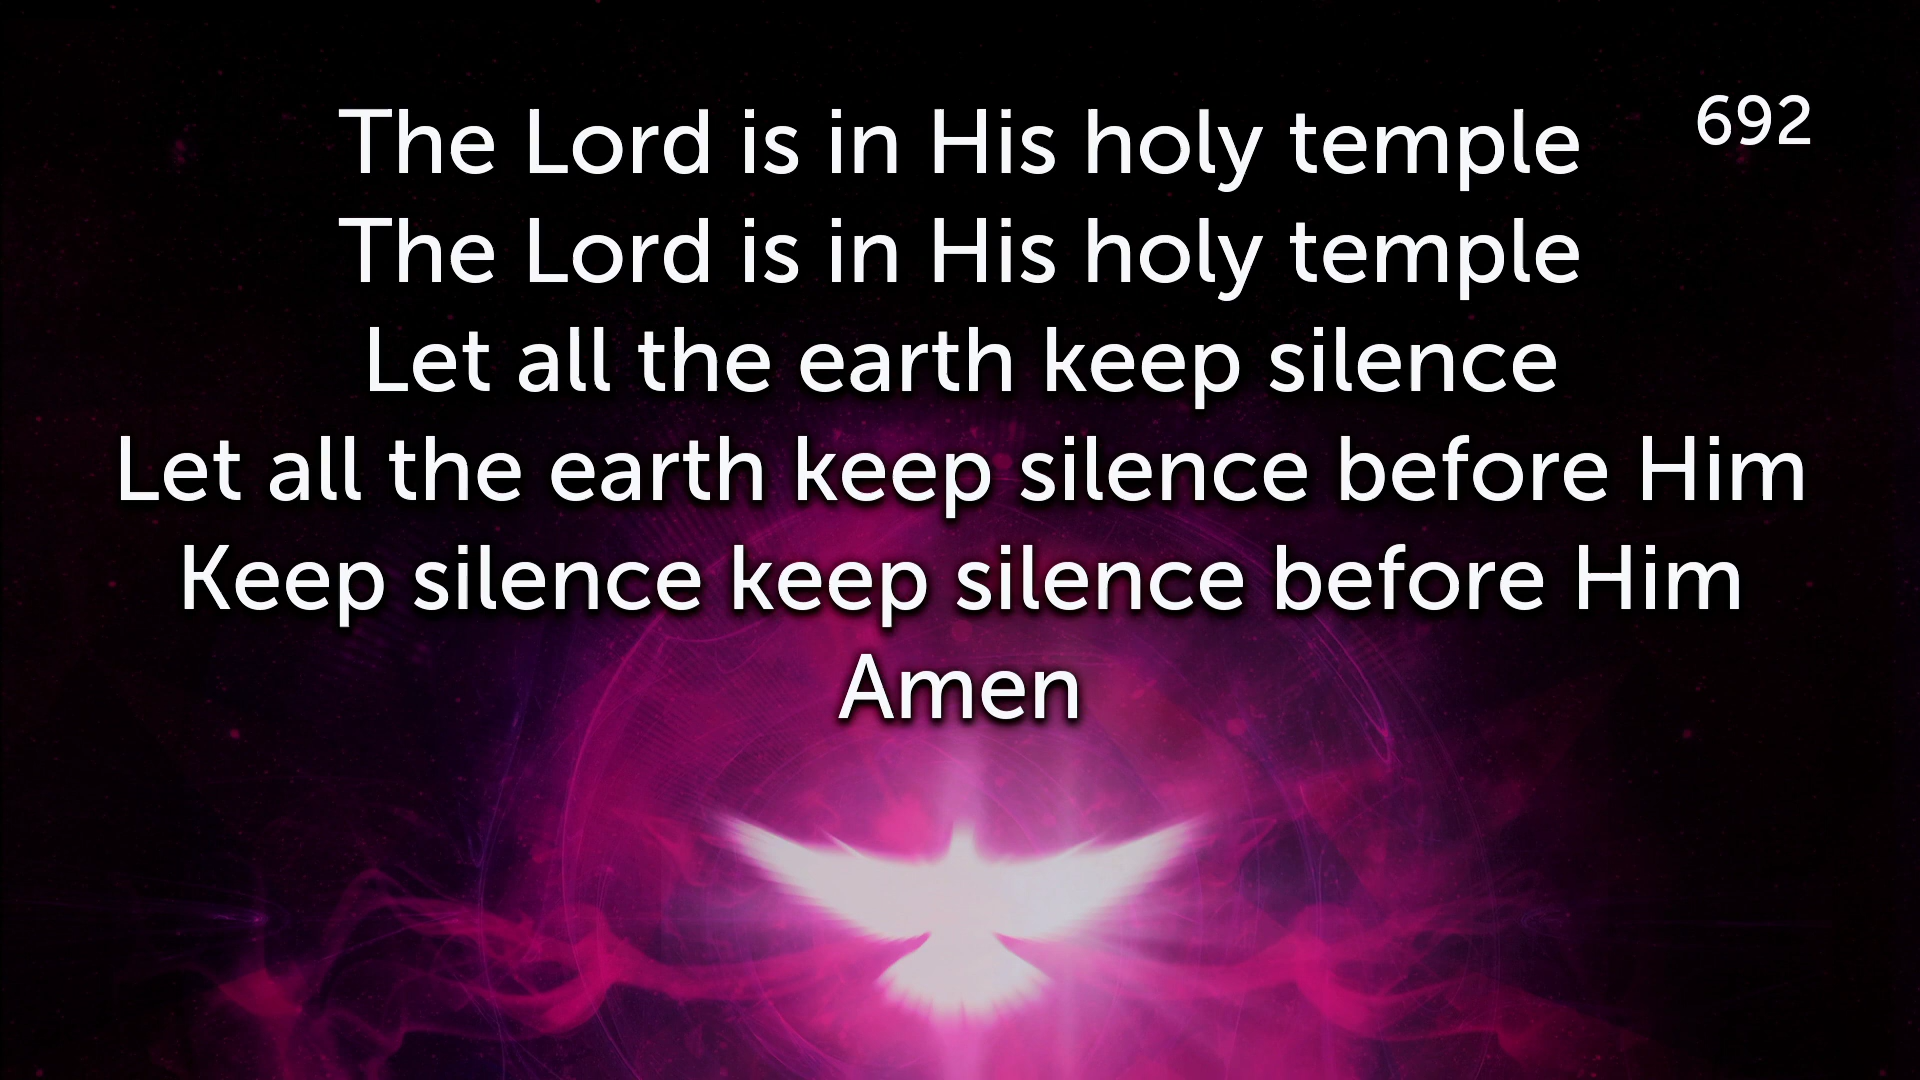 692
The Lord is in His holy temple
The Lord is in His holy temple
Let all the earth keep silence
Let all the earth keep silence before Him
Keep silence keep silence before Him
Amen